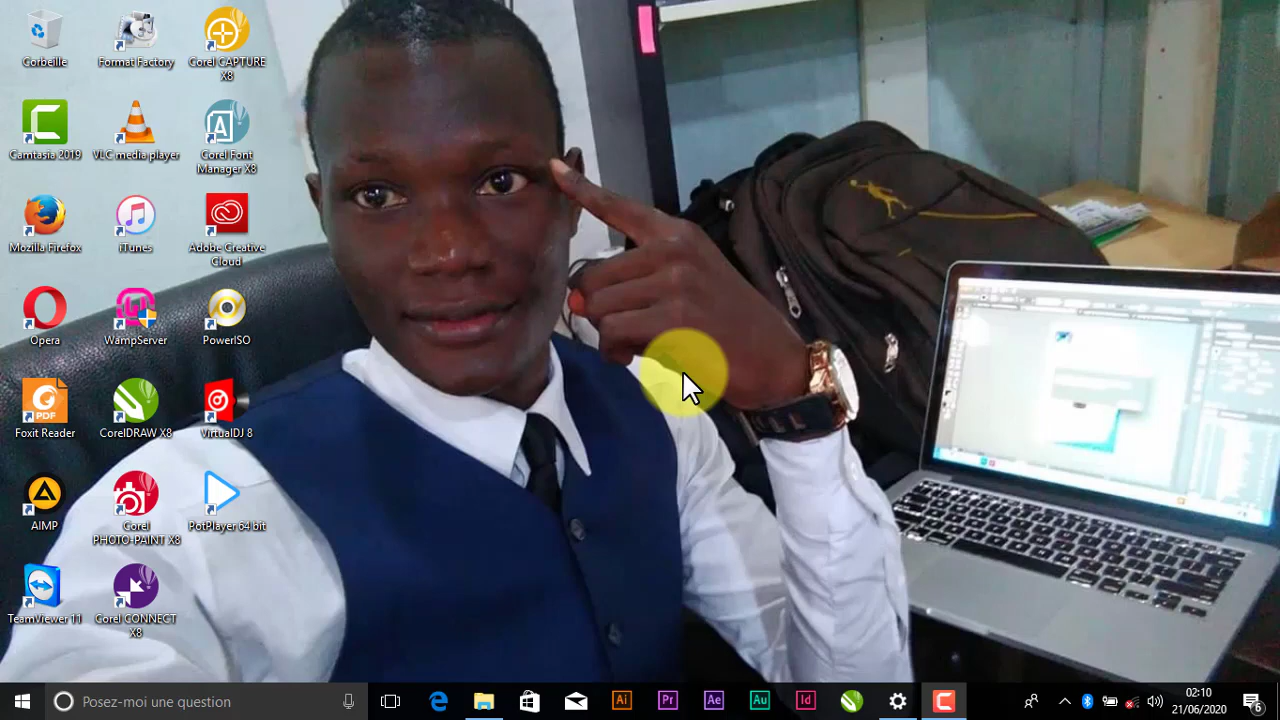 Corbeille
Format Factory
Corel CAPTURE
X8
Camtasia 2019
VLC media player
Corel Font
Manager X8
Mozilla Firefox
iTunes
Adobe Creative
Cloud
Opera
WampServer
PowerISO
PDF
Foxit Reader
CorelDRAW X8
VirtualDJ 8
AIMP
Corel
PHOTO-PAINT X8
PotPlayer 64 bit
TeamViewer 11
Corel CONNECT
X8
Posez-moi une question
Ai
Pr
Ae
Au
Id
02:10
21/06/2020
6